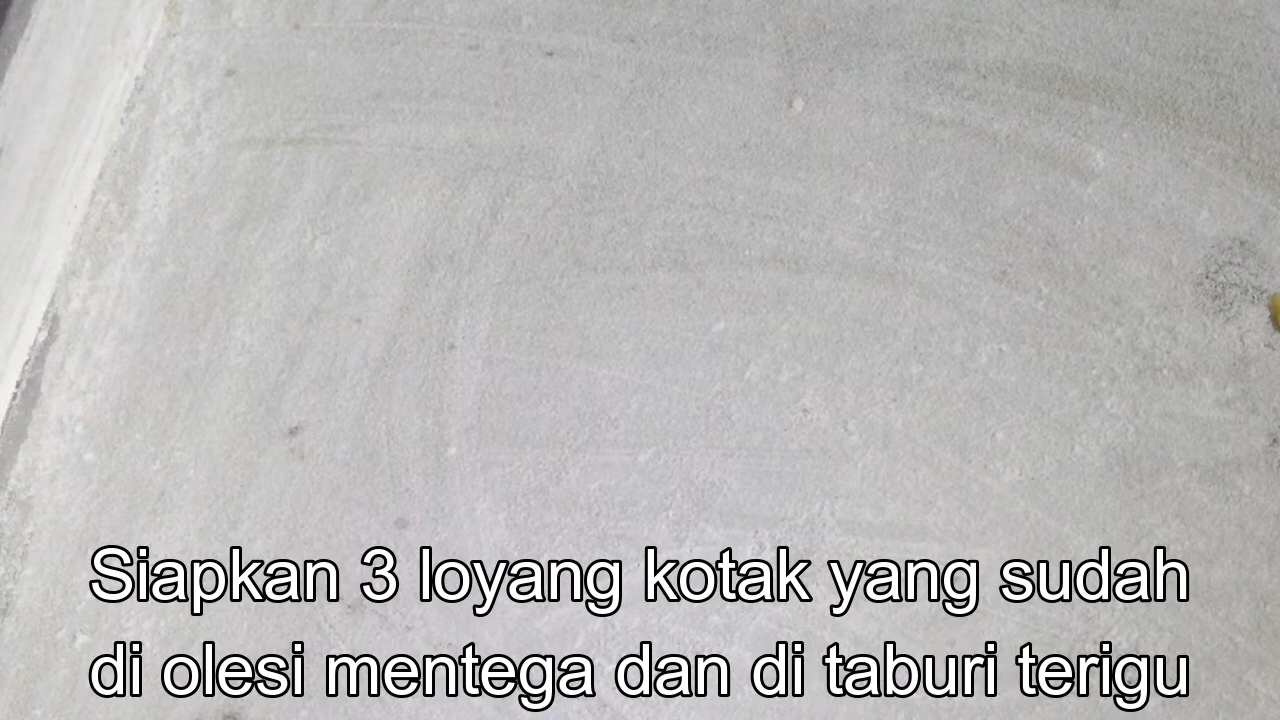 Siapkan 3 loyang kotak yang sudah
di olesi mentega dan di taburi terigu